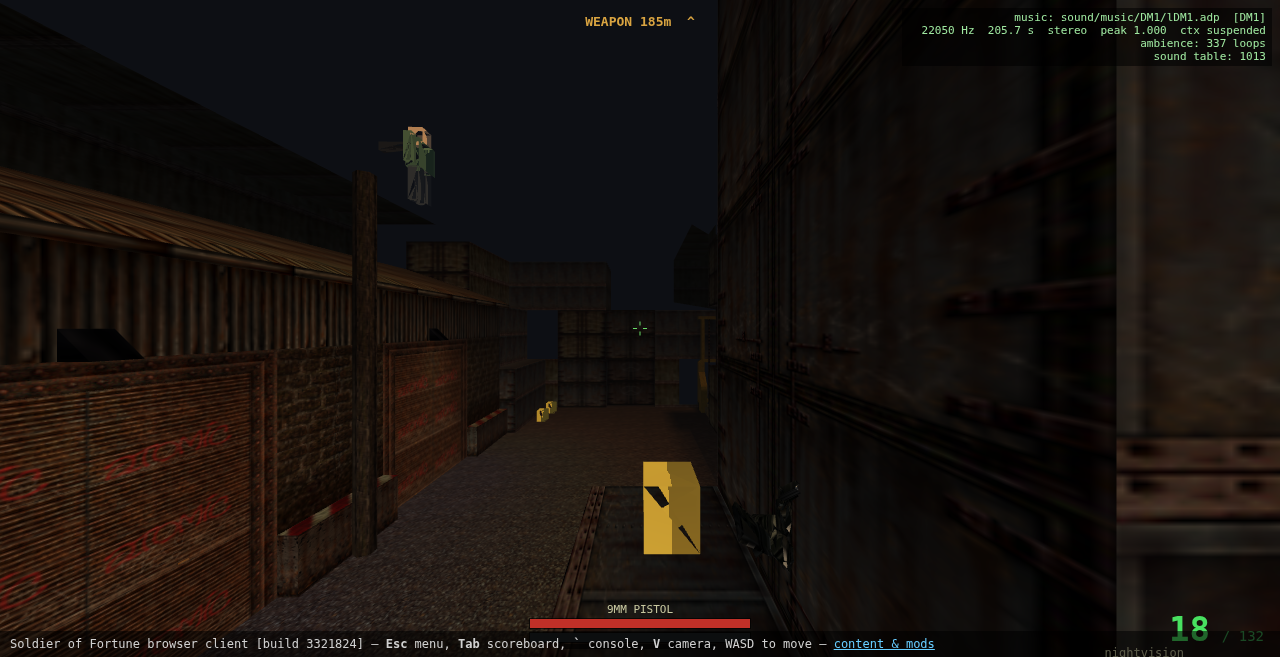 WEAPON 185m ^
music: sound/music/DM1/lDM1.adp [DM1]
22050 Hz 205.7 s stereo peak 1.000 ctx suspended
ambience: 337 loops
sound table: 1013
9MM PISTOL
18 / 132
Soldier of Fortune browser client [build 3321824] — Esc menu, Tab scoreboard, ` console, V camera, WASD to move — content & mods
nightvision